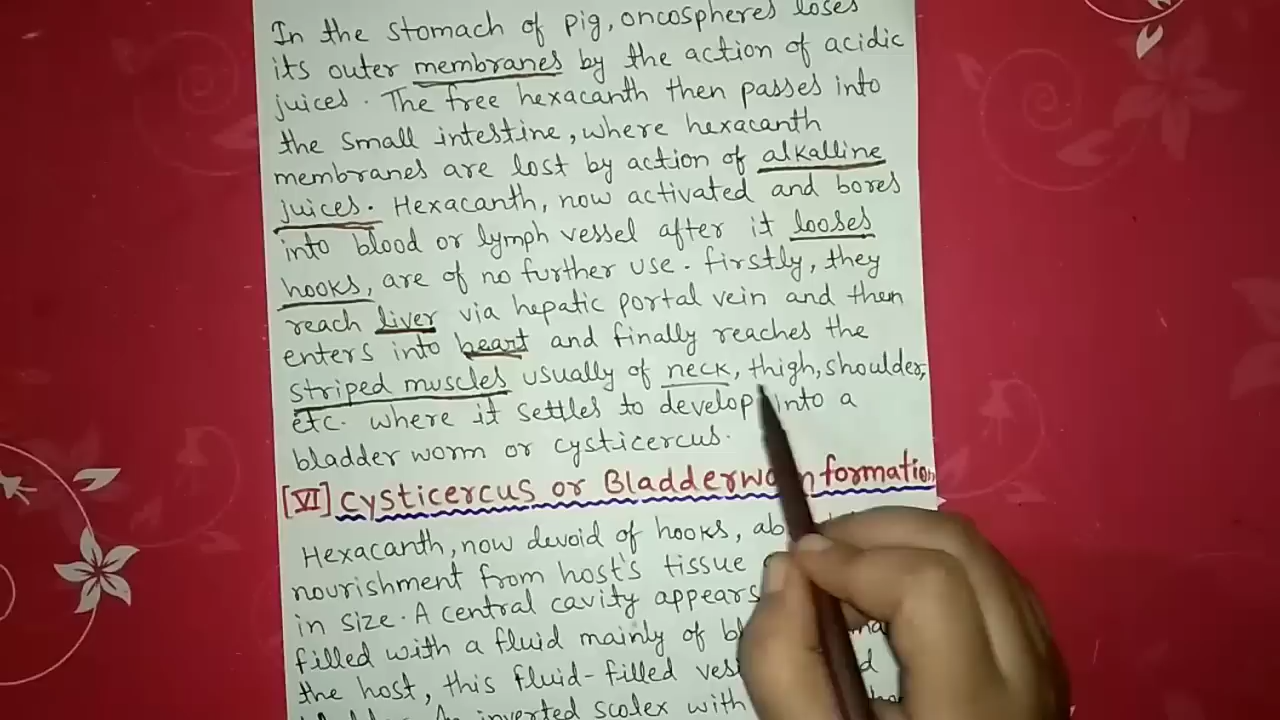 In the stomach of pig, oncospheres loses
its outer membranes by the action of acidic
juices. The free hexacanth then passes into
the small intestine, where hexacanth
membranes are lost by action of alkalline
juices. Hexacanth, now activated and bores
into blood or lymph vessel after it looses
hooks, are of no further use. firstly, they
reach liver via hepatic portal vein and then
enters into heart and finally reaches the
striped muscles usually of neck, thigh, shoulder,
etc. where it settles to develop into a
bladder worm or cysticercus.
[VI] Cysticercus or Bladderworm formation
Hexacanth, now devoid of hooks,
nourishment from host's tissue
in size. A central cavity appears
filled with a fluid mainly of
the host, this fluid-filled
An inverted scolex with